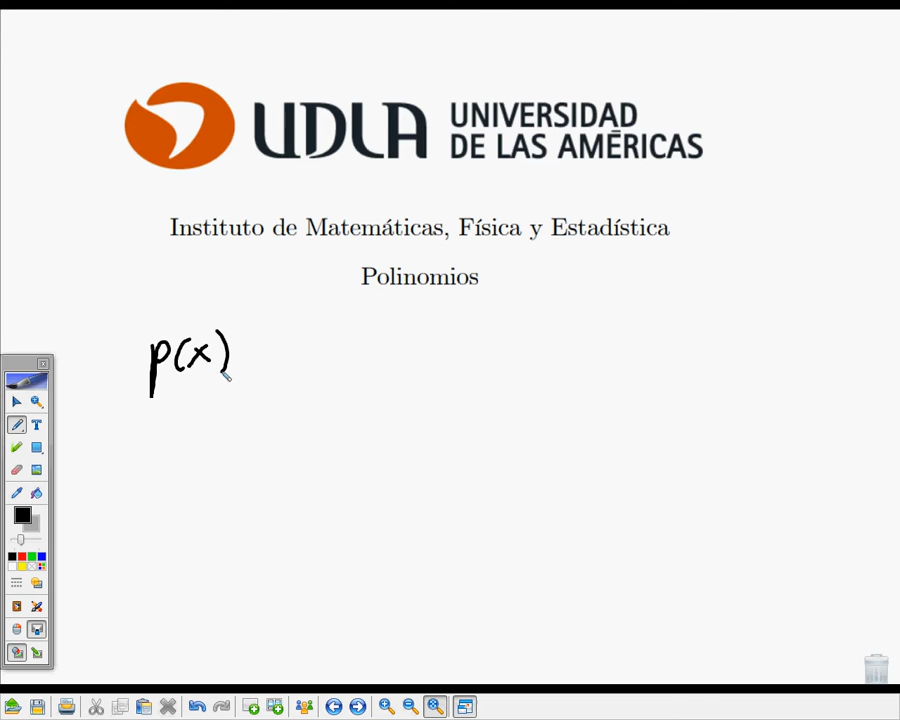 UDLA UNIVERSIDAD
DE LAS AMÉRICAS
Instituto de Matemáticas, Física y Estadística
Polinomios
p(x)
T